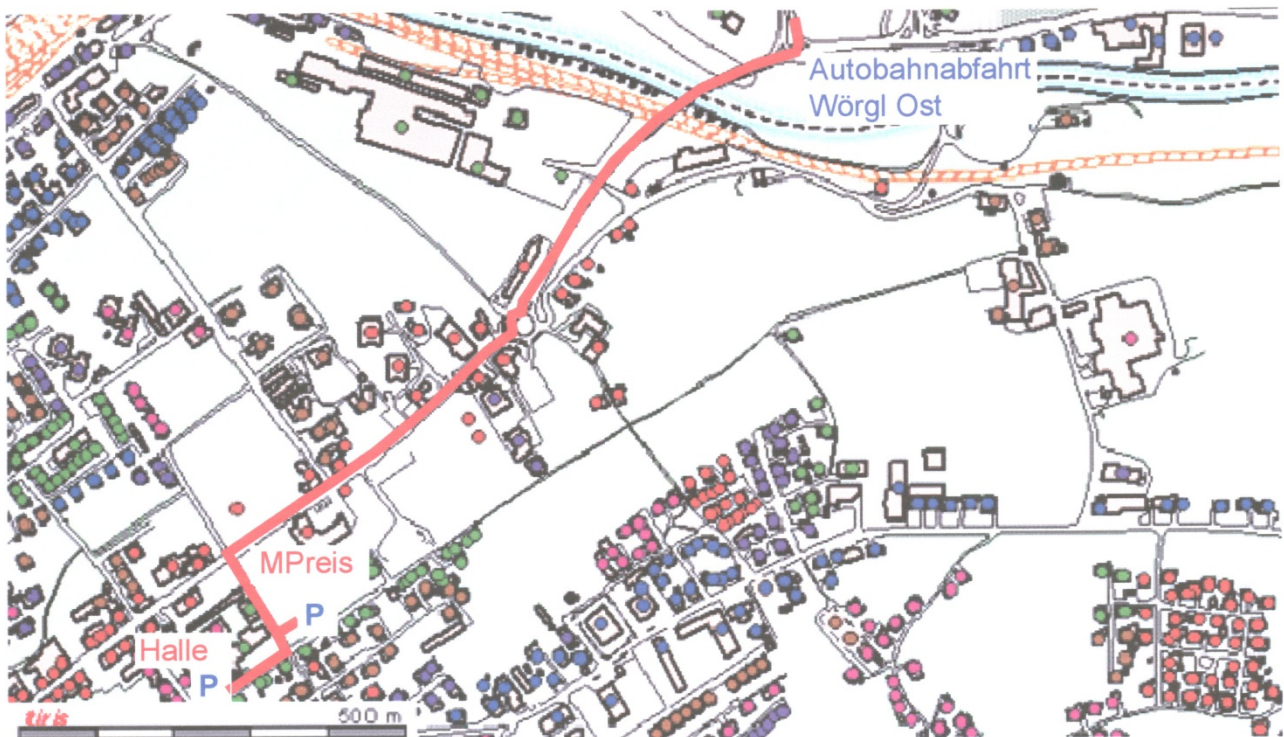 Autobahnabfahrt
Wörgl Ost
MPreis
P
Halle
P
tiris
500 m